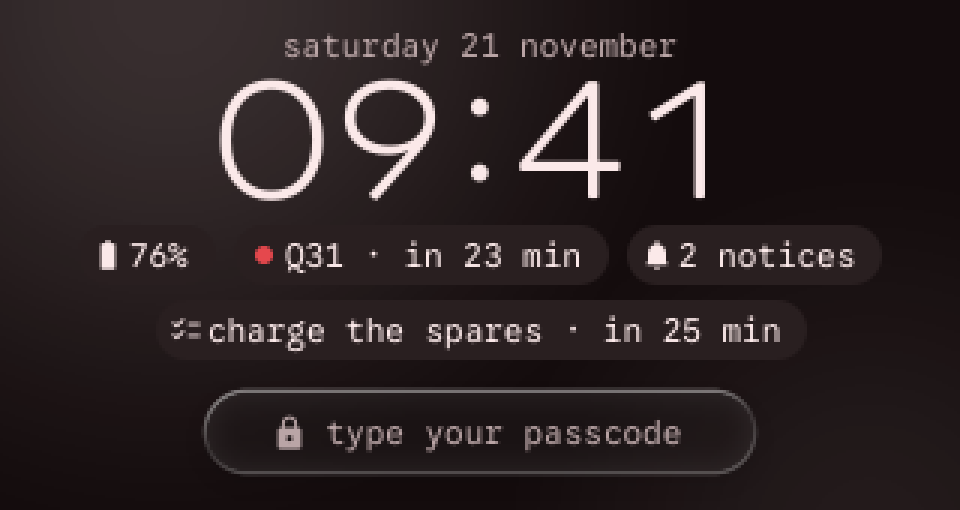 saturday 21 november
09:41
76% Q31 · in 23 min 2 notices
charge the spares · in 25 min
type your passcode